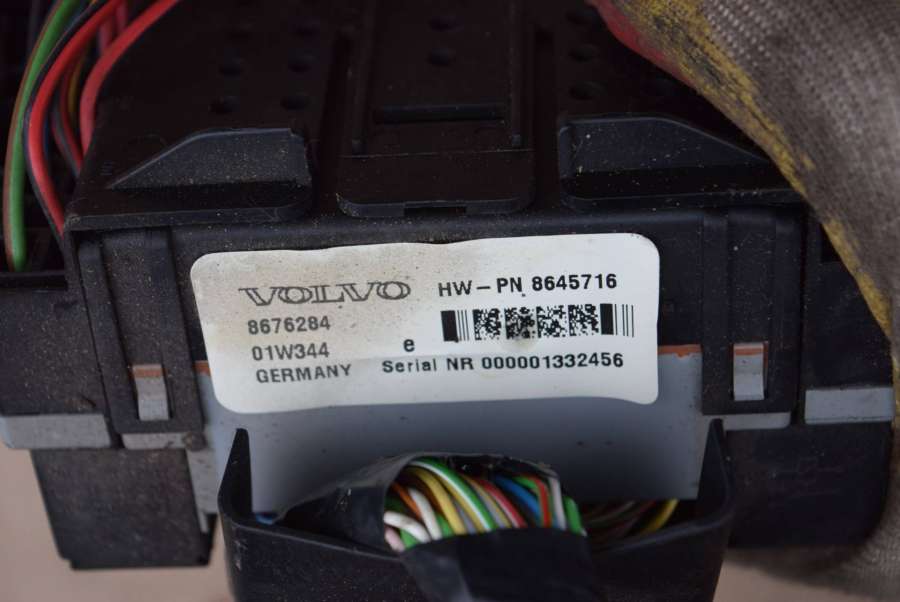 VOLVO
HW-PN 8645716
8676284
01W344
e
GERMANY
Serial NR 000001332456